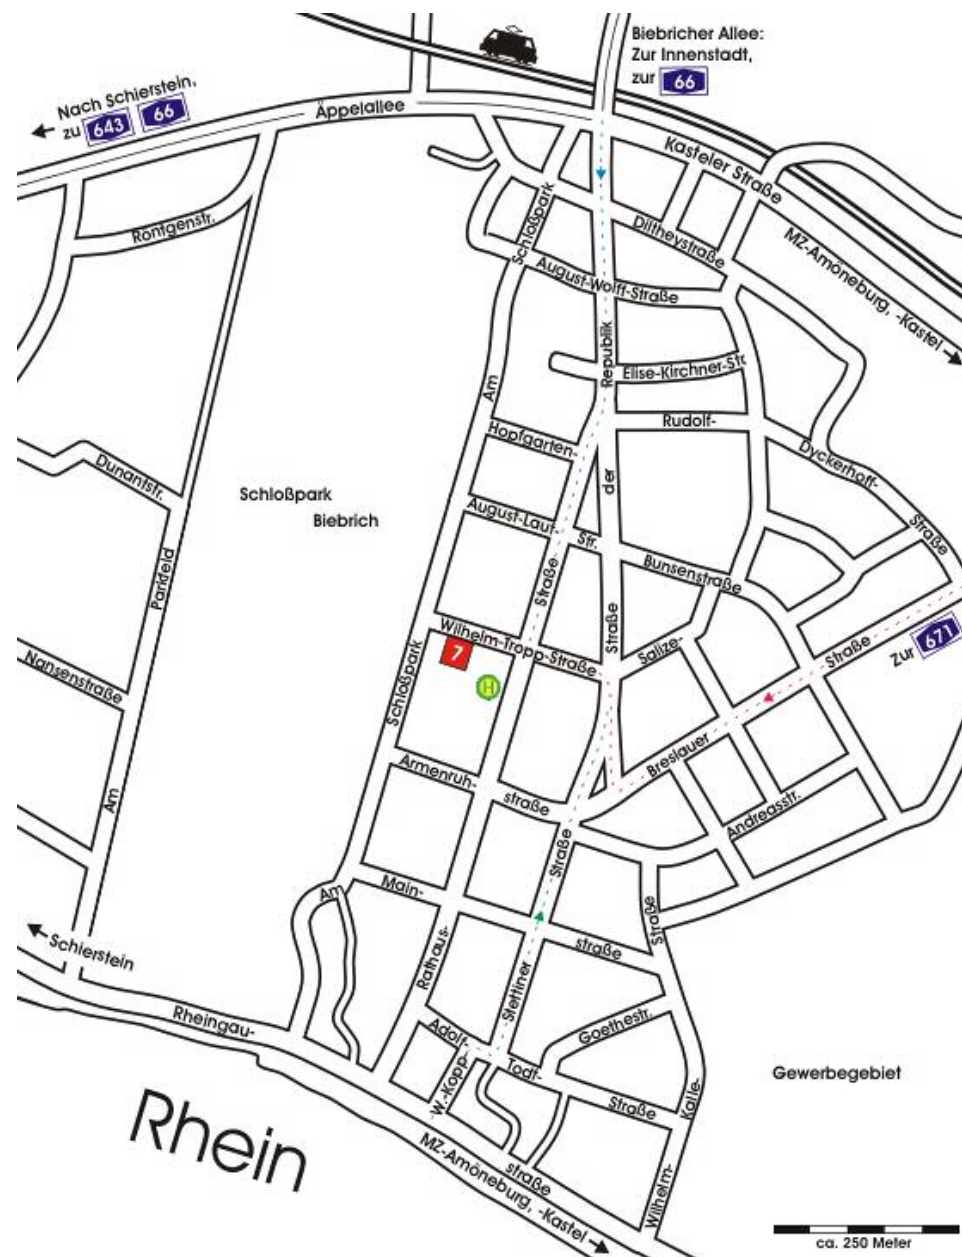 Biebricher Allee:
Zur Innenstadt,
zur 66
Nach Schierstein,
zu 643 66
Äppelallee
Kasteler Straße
Röntgenstr.
Schloßpark
Diltheystraße
MZ-Amöneburg, -Kastel
August-Wolff-Straße
Republik
Elise-Kirchner-Str
Am
Rudolf-
Hopfgarten-
Dyckerhoff-
Dunantstr.
der
Schloßpark
Biebrich
August-Laut-
Str.
Straße
Bunsenstraße
Parkfeld
Straße
Straße
Wilhelm-Tropp-Straße
Salize-
Straße
Zur 671
7
H
Nansenstraße
Schloßpark
Breslauer
Armenruh-
straße
Am
Andreasstr.
Straße
Main-
Am
Straße
straße
Schierstein
Rathaus-
Stettiner
Rheingau-
Adolf-
Goethestr.
Todt-
W.-Kopp-
Straße
Kalle-
Gewerbegebiet
Rhein
MZ-Amöneburg, -Kastel
straße
Wilhelm-
ca. 250 Meter